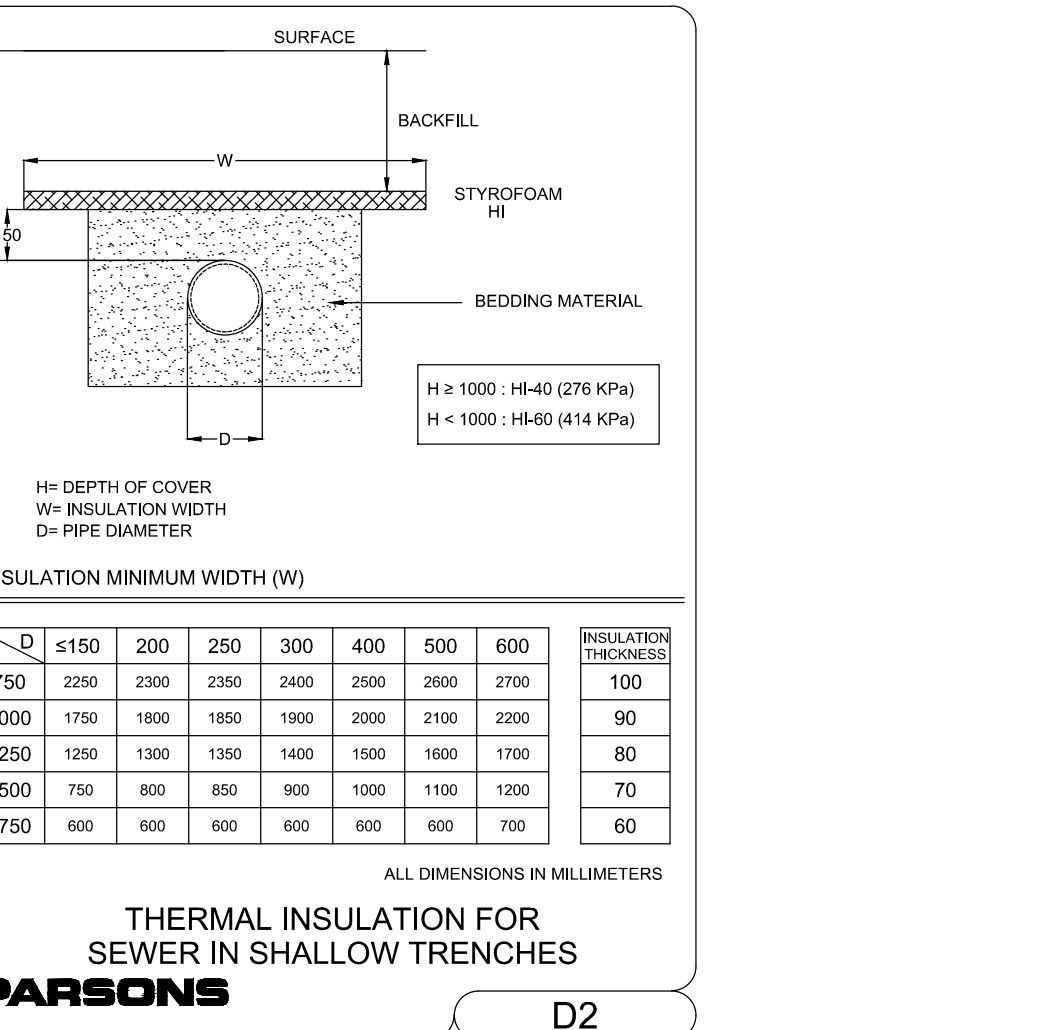 SURFACE
BACKFILL
W
STYROFOAM
HI
50
BEDDING MATERIAL
H ≥ 1000 : HI-40 (276 KPa)
H < 1000 : HI-60 (414 KPa)
D
H= DEPTH OF COVER
W= INSULATION WIDTH
D= PIPE DIAMETER
SULATION MINIMUM WIDTH (W)
D ≤150 200 250 300 400 500 600 INSULATION
THICKNESS
750 2250 2300 2350 2400 2500 2600 2700 100
000 1750 1800 1850 1900 2000 2100 2200 90
250 1250 1300 1350 1400 1500 1600 1700 80
500 750 800 850 900 1000 1100 1200 70
750 600 600 600 600 600 600 700 60
ALL DIMENSIONS IN MILLIMETERS
THERMAL INSULATION FOR
SEWER IN SHALLOW TRENCHES
PARSONS
D2